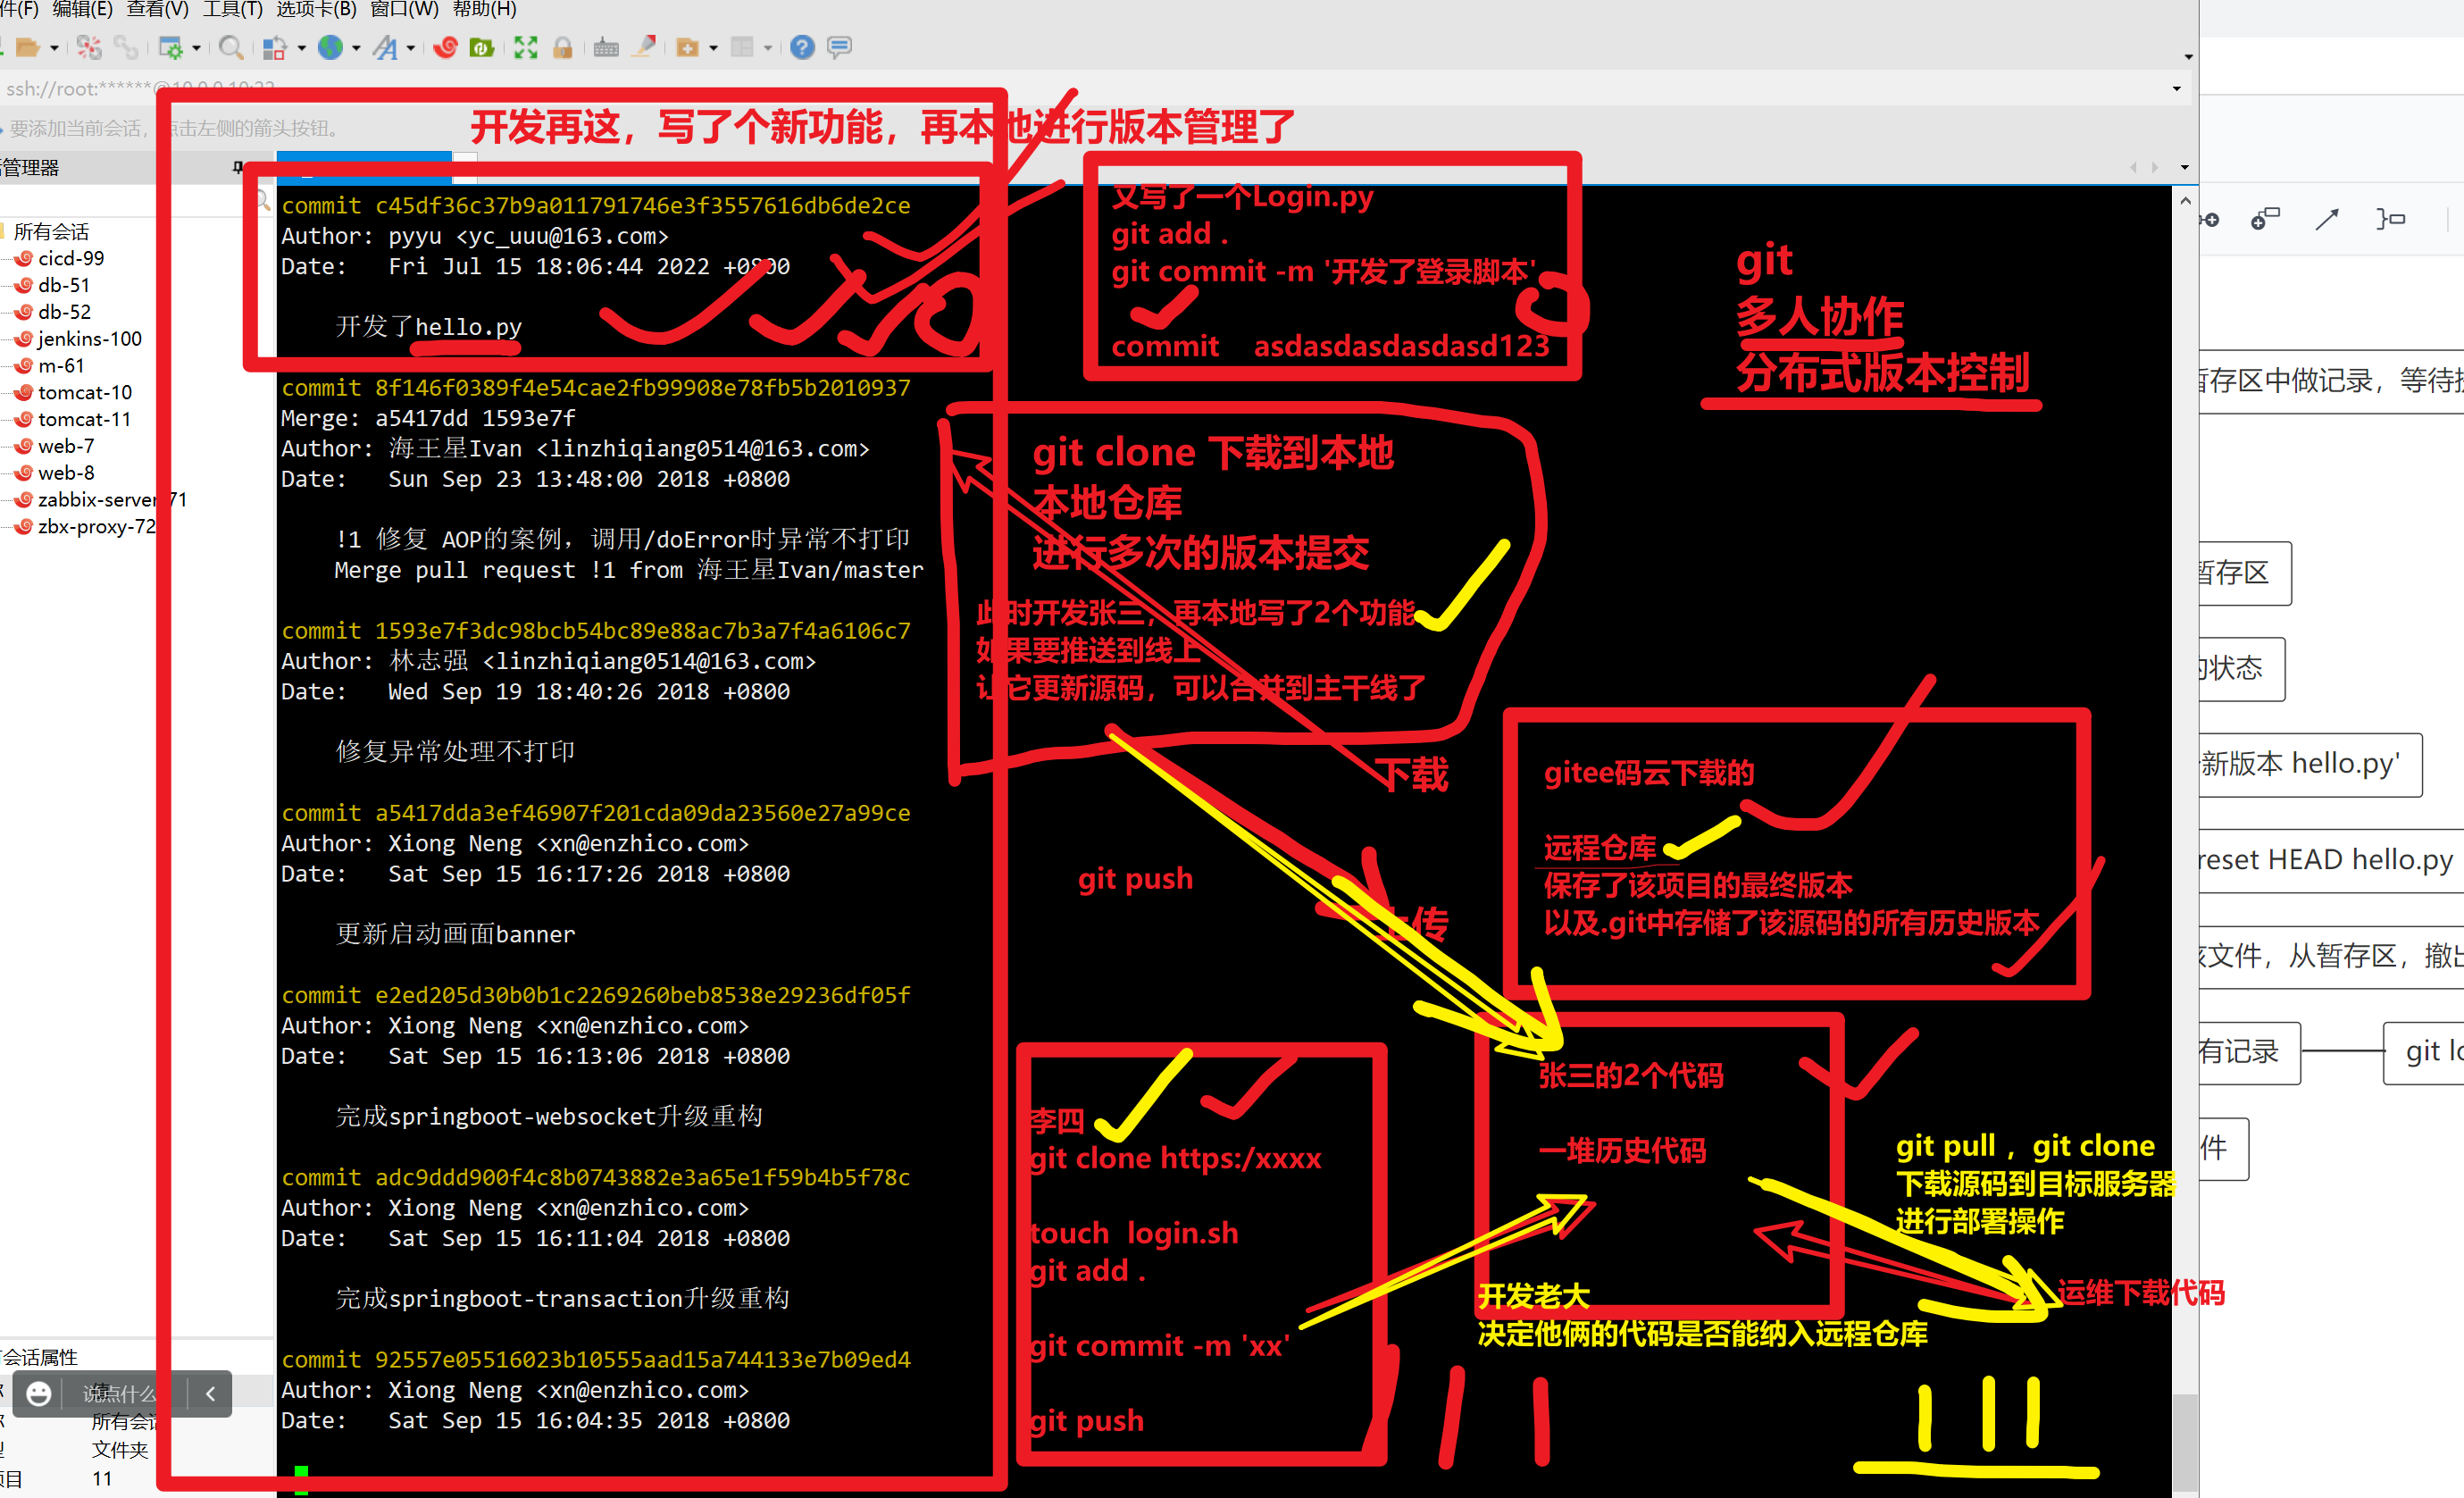 件(F) 编辑(E) 查看(V) 工具(T) 选项卡(B) 窗口(W) 帮助(H)
ssh://root:******@10.0.0.10:22
要添加当前会话，点击左侧的箭头按钮。
开发再这，写了个新功能，再本地进行版本管理了
管理器
所有会话
cicd-99
db-51
db-52
jenkins-100
m-61
tomcat-10
tomcat-11
web-7
web-8
zabbix-server-71
zbx-proxy-72
commit c45df36c37b9a011791746e3f3557616db6de2ce
Author: pyyu <yc_uuu@163.com>
Date:   Fri Jul 15 18:06:44 2022 +0800
开发了hello.py
commit 8f146f0389f4e54cae2fb99908e78fb5b2010937
Merge: a5417dd 1593e7f
Author: 海王星Ivan <linzhiqiang0514@163.com>
Date:   Sun Sep 23 13:48:00 2018 +0800
!1 修复 AOP的案例，调用/doError时异常不打印
Merge pull request !1 from 海王星Ivan/master
commit 1593e7f3dc98bcb54bc89e88ac7b3a7f4a6106c7
Author: 林志强 <linzhiqiang0514@163.com>
Date:   Wed Sep 19 18:40:26 2018 +0800
修复异常处理不打印
commit a5417dda3ef46907f201cda09da23560e27a99ce
Author: Xiong Neng <xn@enzhico.com>
Date:   Sat Sep 15 16:17:26 2018 +0800
更新启动画面banner
commit e2ed205d30b0b1c2269260beb8538e29236df05f
Author: Xiong Neng <xn@enzhico.com>
Date:   Sat Sep 15 16:13:06 2018 +0800
完成springboot-websocket升级重构
commit adc9ddd900f4c8b0743882e3a65e1f59b4b5f78c
Author: Xiong Neng <xn@enzhico.com>
Date:   Sat Sep 15 16:11:04 2018 +0800
完成springboot-transaction升级重构
commit 92557e05516023b10555aad15a744133e7b09ed4
Author: Xiong Neng <xn@enzhico.com>
Date:   Sat Sep 15 16:04:35 2018 +0800
又写了一个Login.py
git add .
git commit -m '开发了登录脚本'
commit    asdasdasdasdasd123
git
多人协作
分布式版本控制
git clone 下载到本地
本地仓库
进行多次的版本提交
此时开发张三，再本地写了2个功能
如果要推送到线上
让它更新源码，可以合并到主干线了
下载
git push
上传
gitee码云下载的
远程仓库
保存了该项目的最终版本
以及.git中存储了该源码的所有历史版本
张三的2个代码
一堆历史代码
李四
git clone https:/xxxx
touch  login.sh
git add .
git commit -m 'xx'
git push
开发老大
决定他俩的代码是否能纳入远程仓库
git pull ，git clone
下载源码到目标服务器
进行部署操作
运维下载代码
暂存区中做记录，等待提
暂存区
的状态
新版本 hello.py'
reset HEAD hello.py
文件，从暂存区，撤出
有记录
git lo
件
会话属性
说点什么
所有会话
文件夹
项目
11